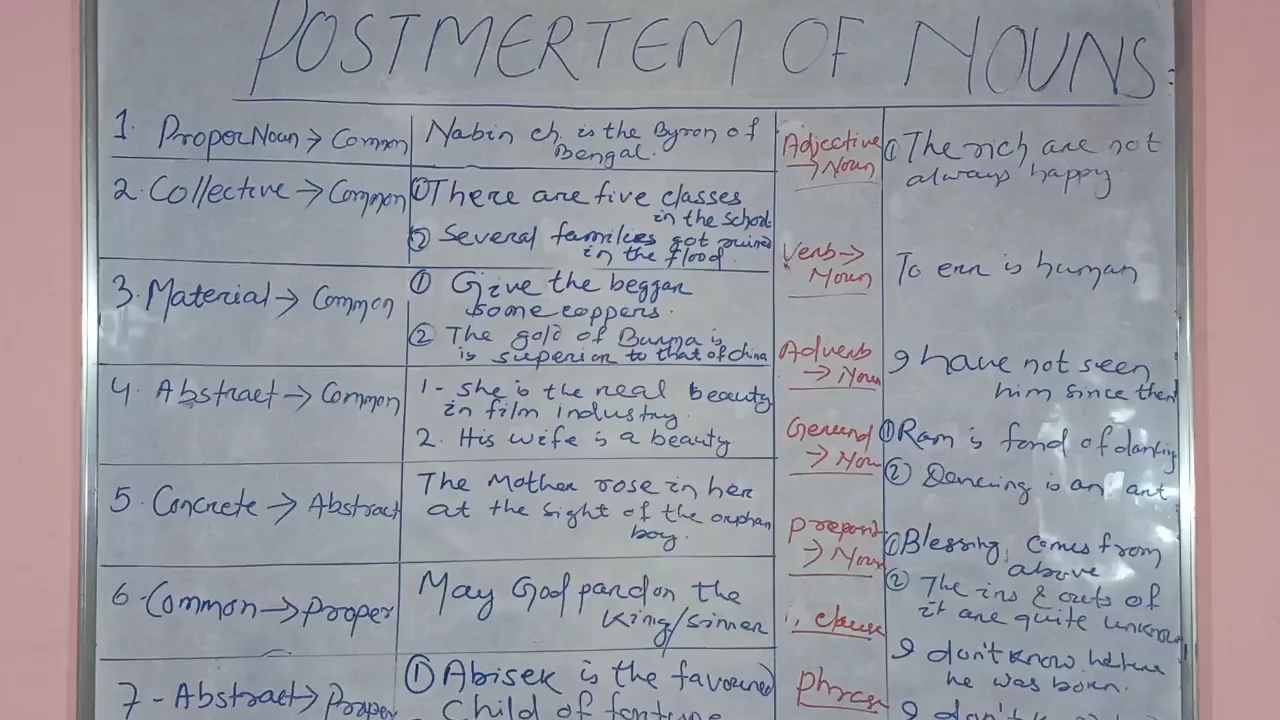 POSTMERTEM OF NOUNS:
1. Proper Noun → Common
Nabin ch. is the Byron of
Bengal.
2. Collective → Common
① There are five classes
in the school
② Several families got ruined
in the flood.
3. Material → Common
① Give the beggar
some coppers.
② The gold of Burma is
is superior to that of china
4. Abstract → Common
1 - She is the real beauty
in film industry.
2. His wife is a beauty
5. Concrete → Abstract
The Mother rose in her
at the sight of the orphan
boy.
6. Common → Proper
May God pardon the
King/Sinner
7 - Abstract → Proper
① Abisek is the favoured
Child of fortune
Adjective
→ Noun
① The rich are not
always happy.
Verb →
Noun
To err is human
Adverb
→ Noun
I have not seen
him since then
Gerund
→ Noun
① Ram is fond of dancing
② Dancing is an art
Preposit
→ Noun
① Blessing, comes from
above
② The ins & outs of
it are quite unknown
clause
I don't know
he was born.
Phrase
I don't